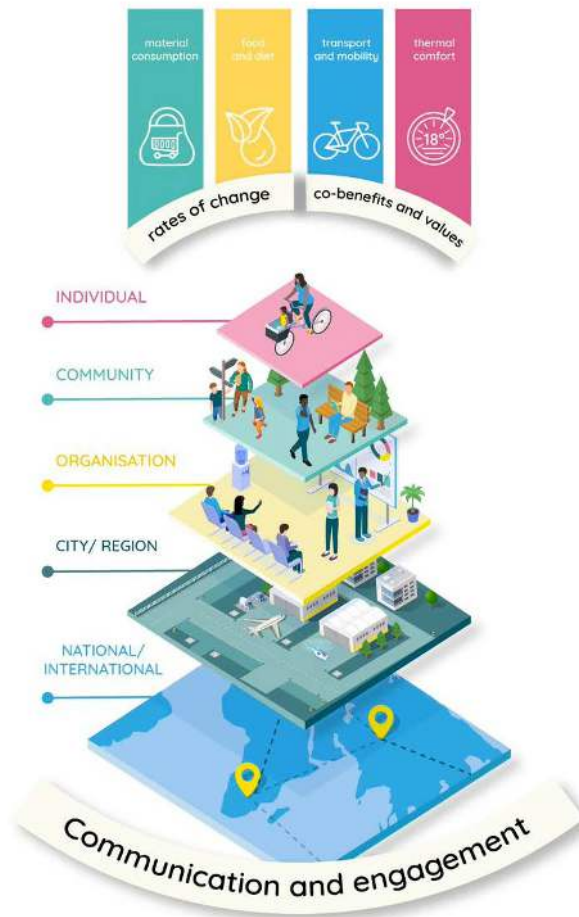 material
consumption
food
and diet
transport
and mobility
thermal
comfort
18°
rates of change
co-benefits and values
INDIVIDUAL
COMMUNITY
ORGANISATION
CITY/ REGION
NATIONAL/
INTERNATIONAL
Communication and engagement